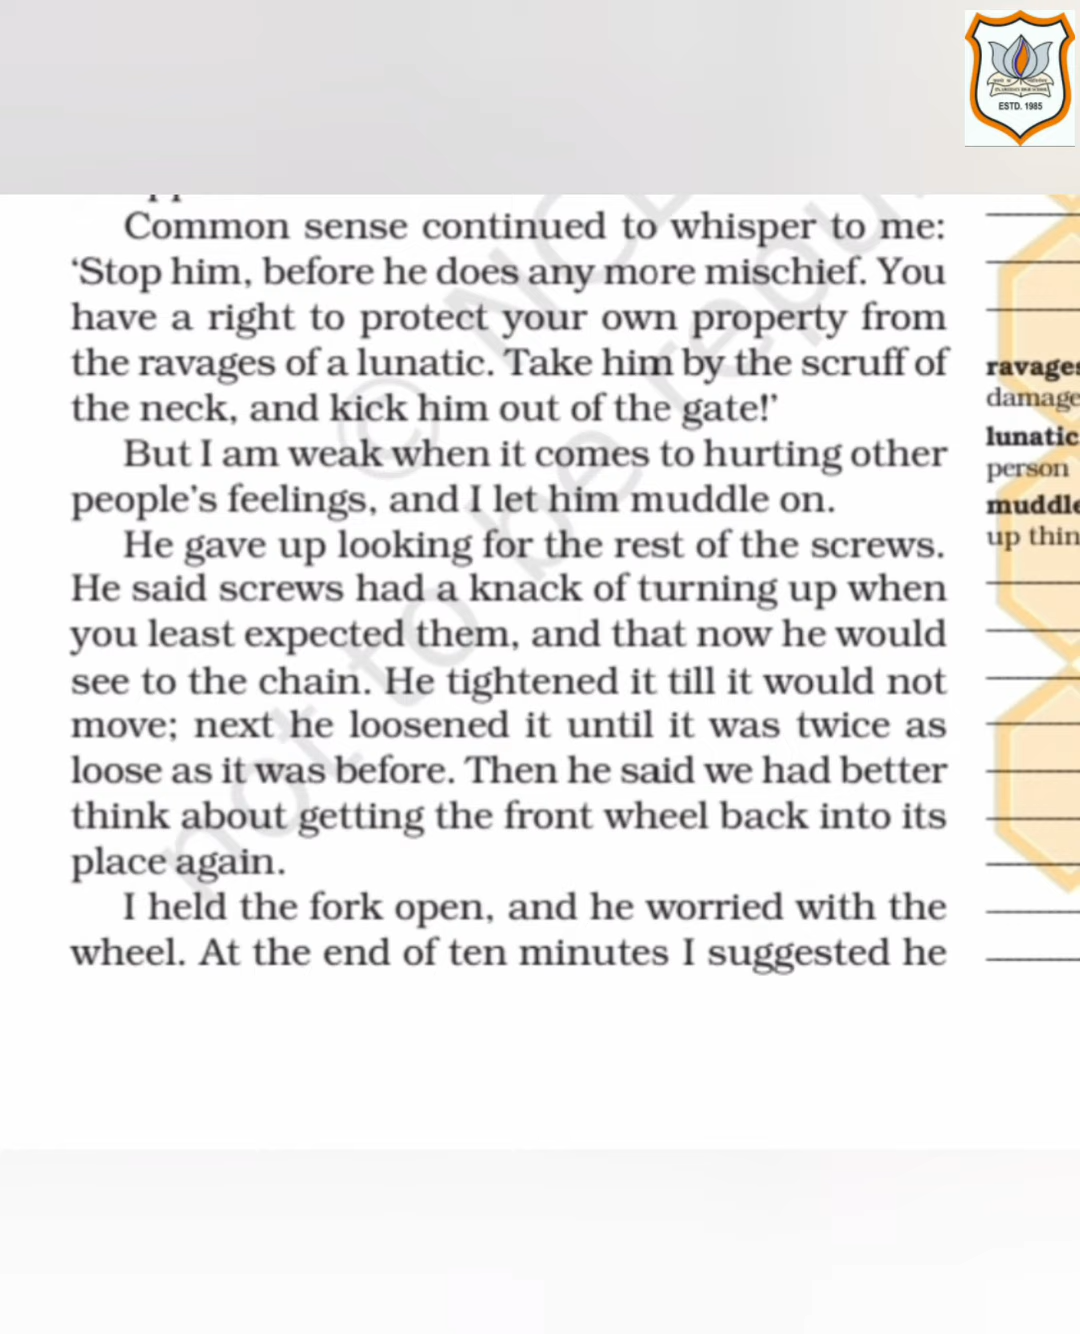 ESTD. 1985
Common sense continued to whisper to me:
‘Stop him, before he does any more mischief. You
have a right to protect your own property from
the ravages of a lunatic. Take him by the scruff of
the neck, and kick him out of the gate!’
But I am weak when it comes to hurting other
people’s feelings, and I let him muddle on.
He gave up looking for the rest of the screws.
He said screws had a knack of turning up when
you least expected them, and that now he would
see to the chain. He tightened it till it would not
move; next he loosened it until it was twice as
loose as it was before. Then he said we had better
think about getting the front wheel back into its
place again.
I held the fork open, and he worried with the
wheel. At the end of ten minutes I suggested he
ravages
damage
lunatic
person
muddle
up thin
not to be repu
© NCE